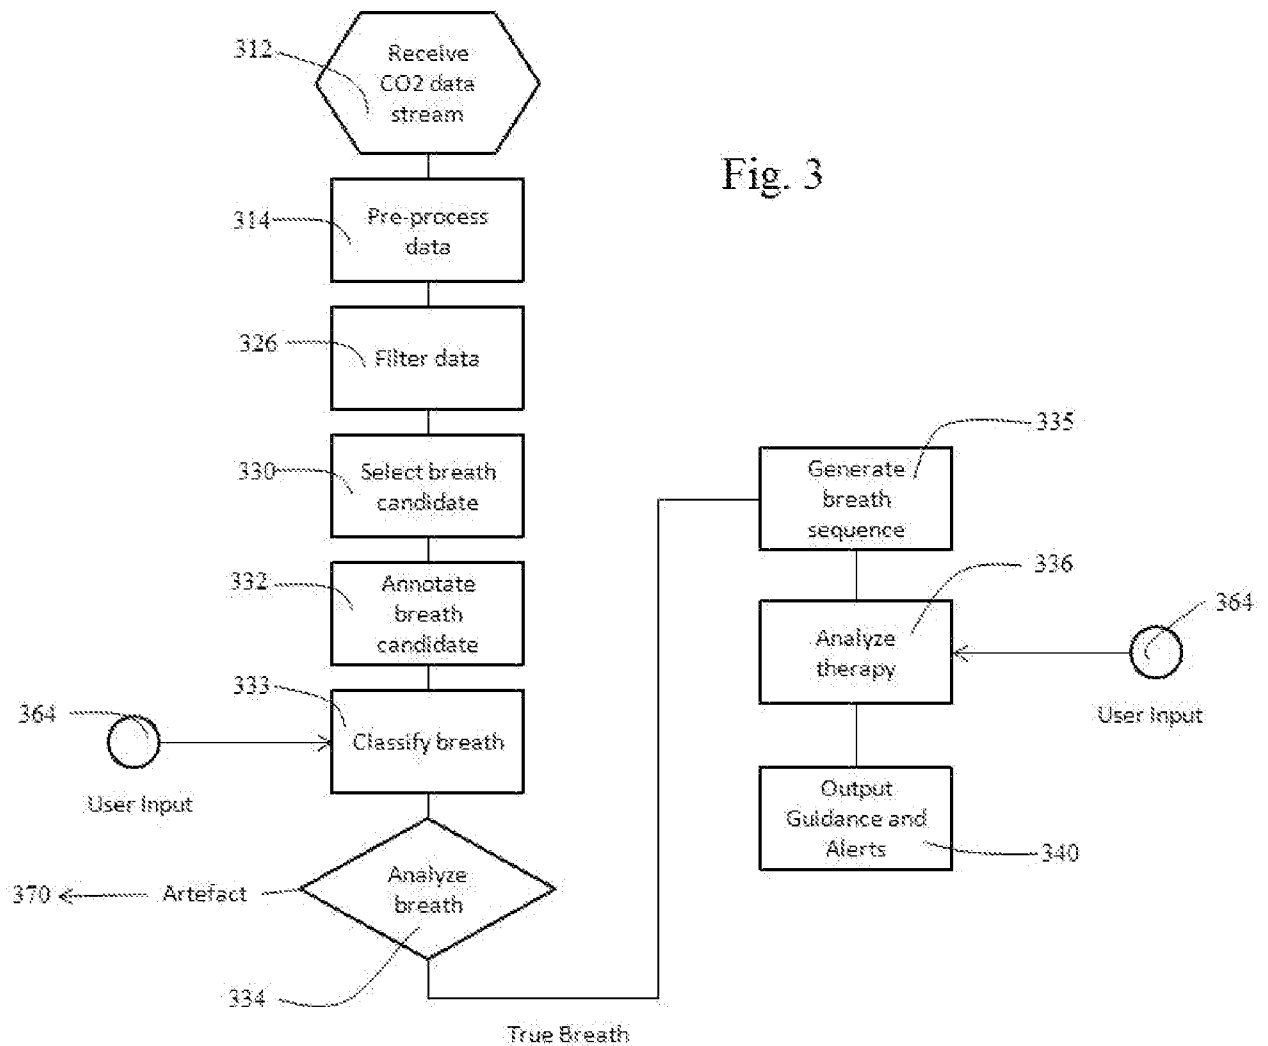 312
Receive
CO2 data
stream
Fig. 3
314
Pre-process
data
326
Filter data
330
Select breath
candidate
332
Annotate
breath
candidate
333
364
Classify breath
User Input
Analyze
breath
370
Artefact
334
True Breath
335
Generate
breath
sequence
336
Analyze
therapy
364
User Input
Output
Guidance and
Alerts
340